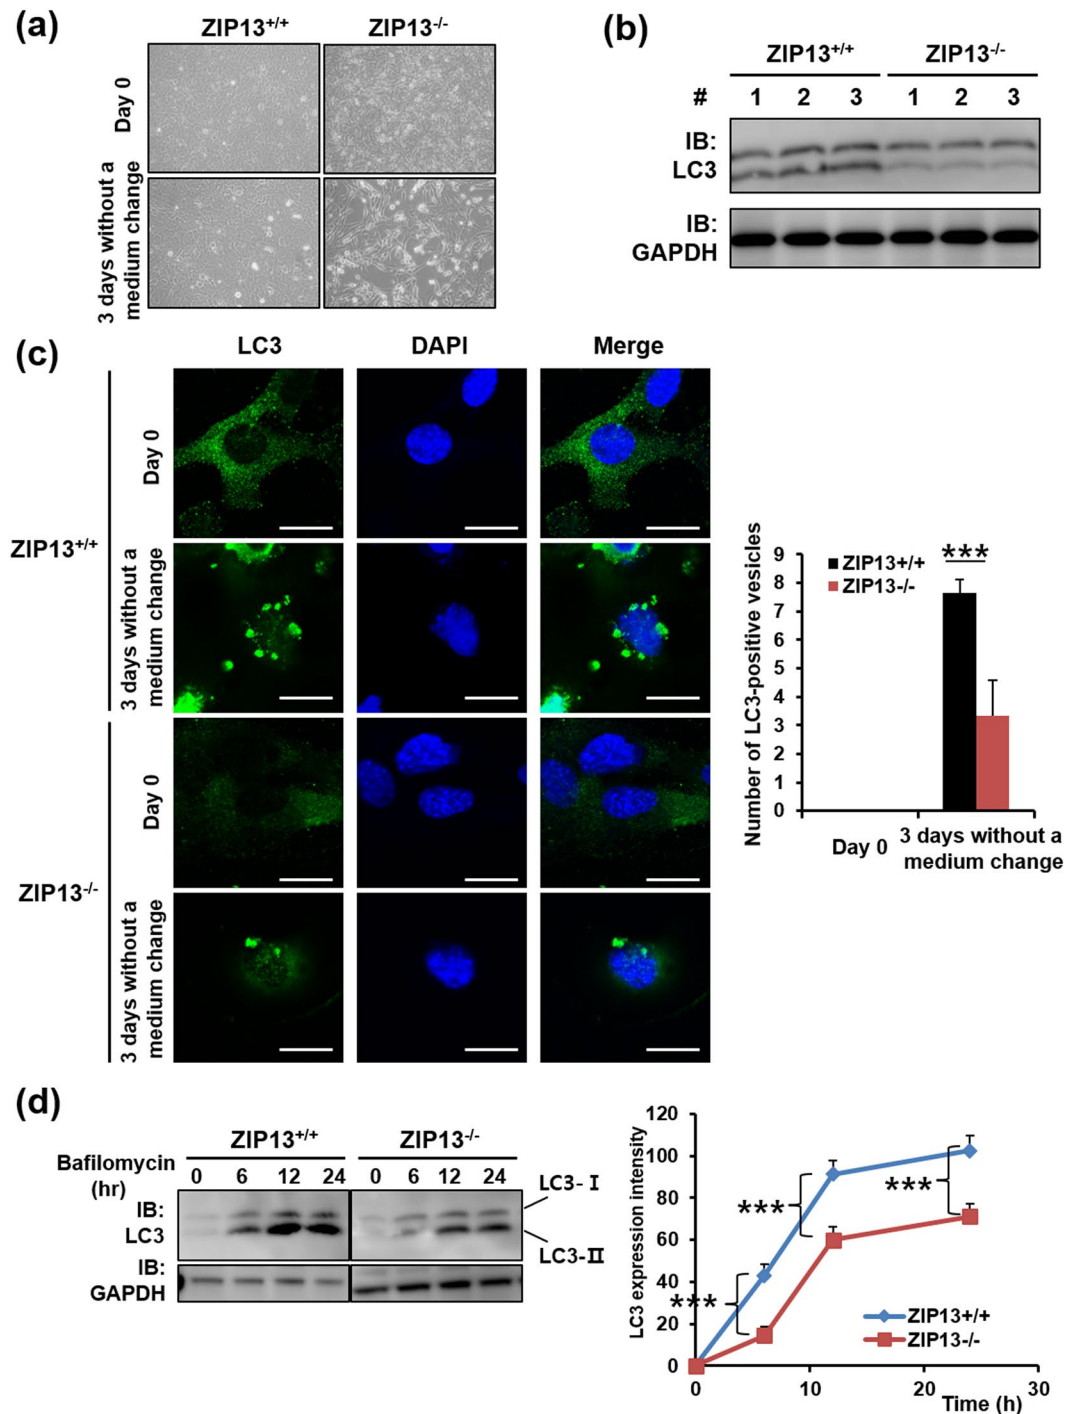 (a)
ZIP13+/+
ZIP13-/-
Day 0
3 days without a
medium change
(b)
ZIP13+/+
ZIP13-/-
#
1
2
3
1
2
3
IB:
LC3
IB:
GAPDH
(c)
LC3
DAPI
Merge
ZIP13+/+
Day 0
3 days without a
medium change
ZIP13-/-
Day 0
3 days without a
medium change
Number of LC3-positive vesicles
9
8
7
6
5
4
3
2
1
0
ZIP13+/+
ZIP13-/-
***
Day 0
3 days without a
medium change
(d)
ZIP13+/+
ZIP13-/-
Bafilomycin
(hr)
0
6
12
24
0
6
12
24
IB:
LC3
IB:
GAPDH
LC3-Ⅰ
LC3-Ⅱ
LC3 expression intensity
120
100
80
60
40
20
0
***
***
***
ZIP13+/+
ZIP13-/-
0
10
20
30
Time (h)